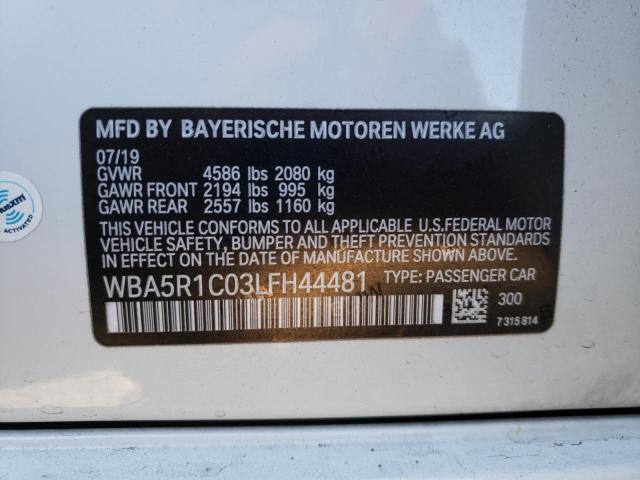 MFD BY BAYERISCHE MOTOREN WERKE AG
07/19
GVWR 4586 lbs 2080 kg
GAWR FRONT 2194 lbs 995 kg
GAWR REAR 2557 lbs 1160 kg
THIS VEHICLE CONFORMS TO ALL APPLICABLE U.S.FEDERAL MOTOR
VEHICLE SAFETY, BUMPER AND THEFT PREVENTION STANDARDS
IN EFFECT ON THE DATE OF MANUFACTURE SHOWN ABOVE.
WBA5R1C03LFH44481 TYPE: PASSENGER CAR
300
7315814